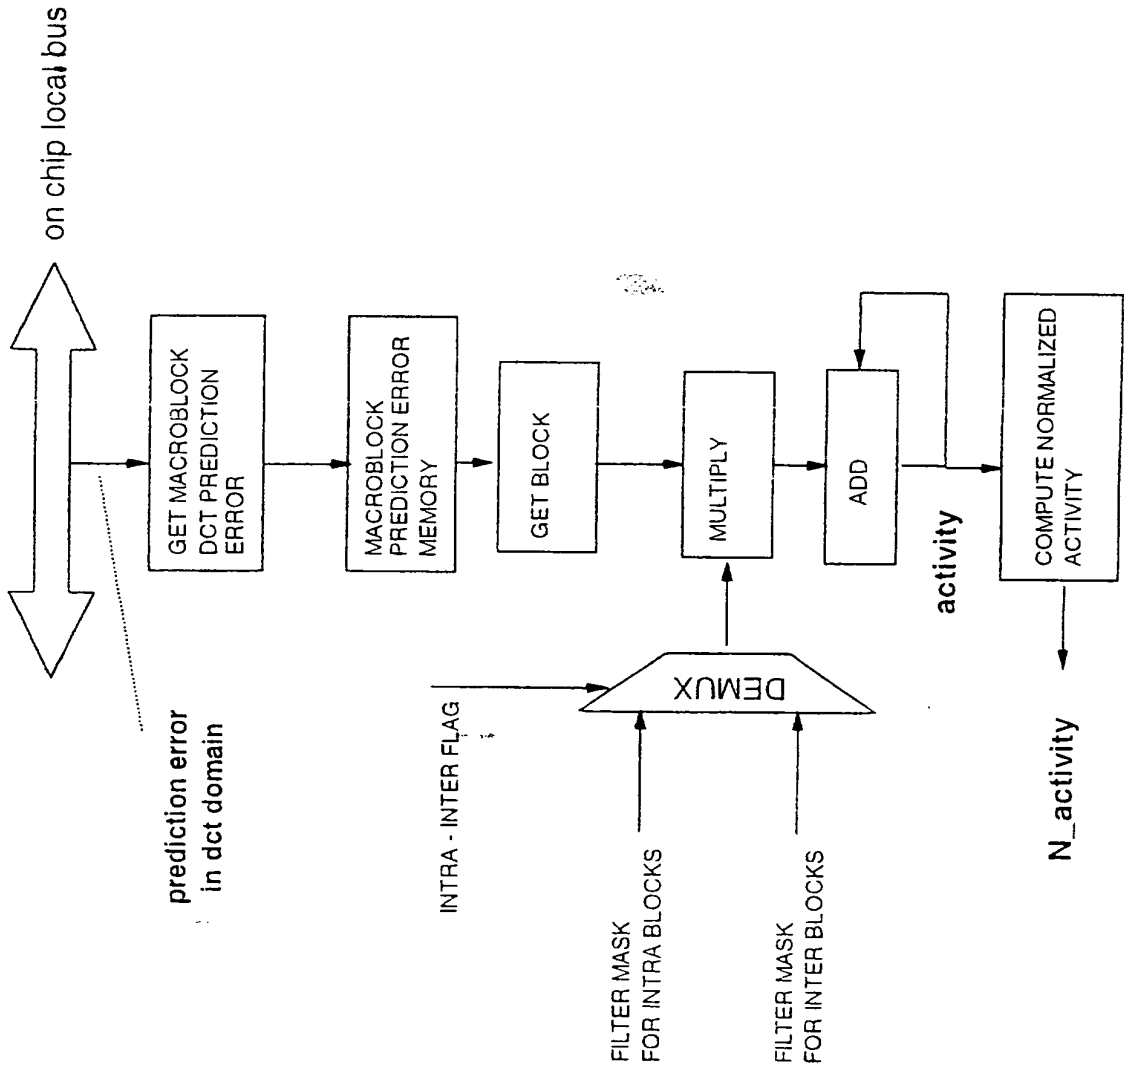 on chip local bus
prediction error
in dct domain
GET MACROBLOCK
DCT PREDICTION
ERROR
MACROBLOCK
PREDICTION ERROR
MEMORY
GET BLOCK
INTRA - INTER FLAG
DEMUX
FILTER MASK
FOR INTRA BLOCKS
FILTER MASK
FOR INTER BLOCKS
MULTIPLY
ADD
activity
COMPUTE NORMALIZED
ACTIVITY
N_activity